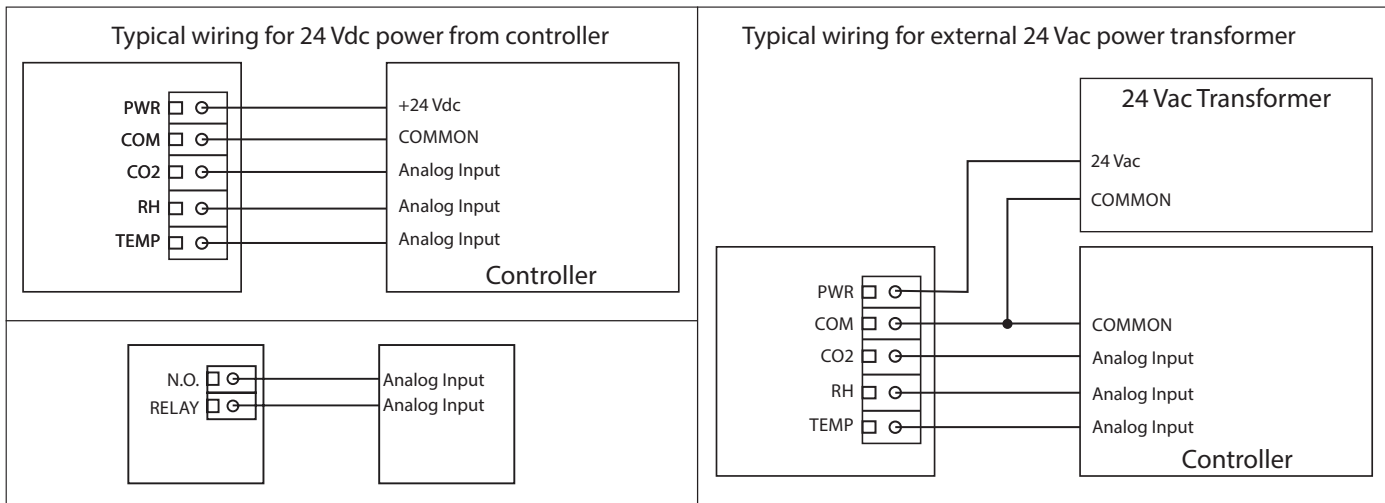 Typical wiring for 24 Vdc power from controller
PWR
+24 Vdc
COM
COMMON
CO2
Analog Input
RH
Analog Input
TEMP
Analog Input
Controller
N.O.
Analog Input
RELAY
Analog Input
Typical wiring for external 24 Vac power transformer
24 Vac Transformer
24 Vac
COMMON
PWR
COM
COMMON
CO2
Analog Input
RH
Analog Input
TEMP
Analog Input
Controller